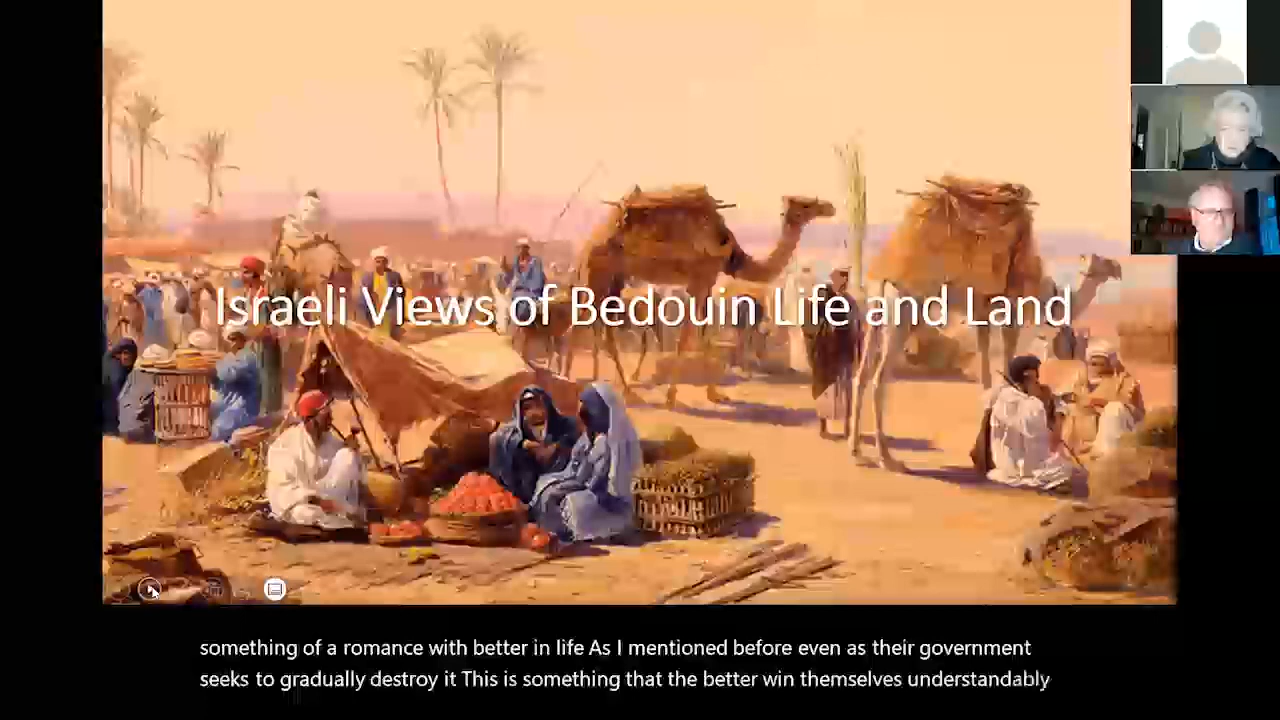 Israeli Views of Bedouin Life and Land
something of a romance with better in life As I mentioned before even as their government
seeks to gradually destroy it This is something that the better win themselves understandably